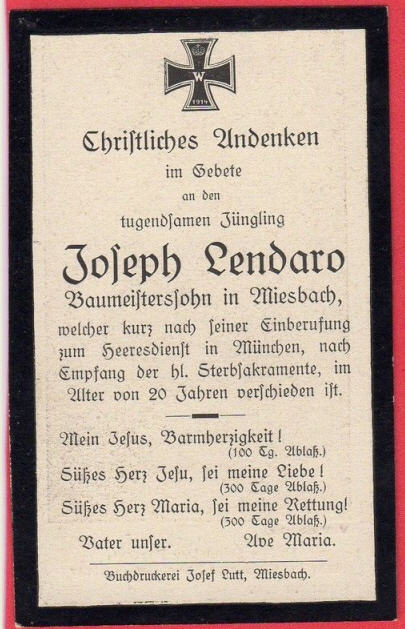 W
1914
Chriſtliches Andenken
im Gebete
an den
tugendſamen Jüngling
Joſeph Lendaro
Baumeiſtersſohn in Miesbach,
welcher kurz nach ſeiner Einberufung
zum Heeresdienſt in München, nach
Empfang der hl. Sterbſakramente, im
Alter von 20 Jahren verſchieden iſt.
Mein Jeſus, Barmherzigkeit!
(100 Tg. Ablaß.)
Süßes Herz Jeſu, ſei meine Liebe!
(300 Tage Ablaß.)
Süßes Herz Maria, ſei meine Rettung!
(300 Tage Ablaß.)
Vater unſer. Ave Maria.
Buchdruckerei Joſef Lutt, Miesbach.